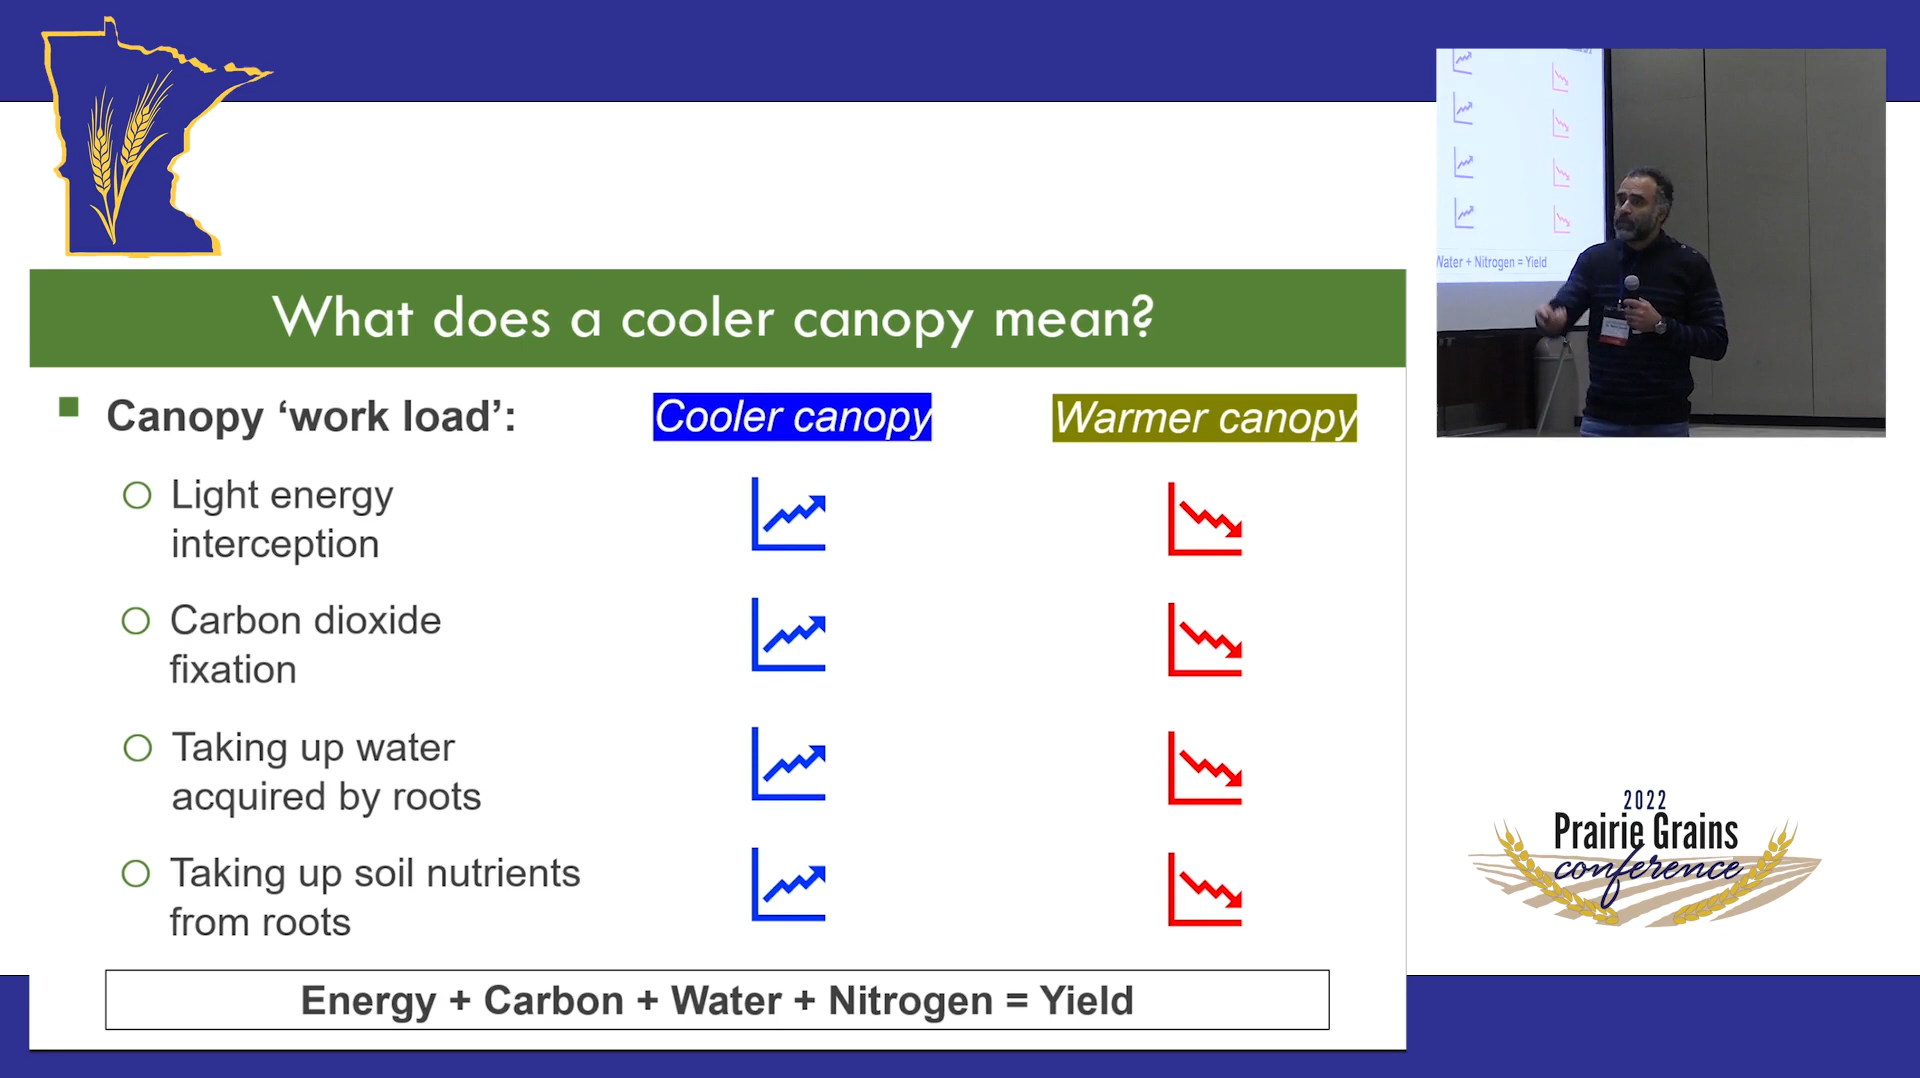 What does a cooler canopy mean?
Canopy ‘work load’:
Cooler canopy
Warmer canopy
Light energy
interception
Carbon dioxide
fixation
Taking up water
acquired by roots
Taking up soil nutrients
from roots
Energy + Carbon + Water + Nitrogen = Yield
Water + Nitrogen = Yield
2022
Prairie Grains
conference